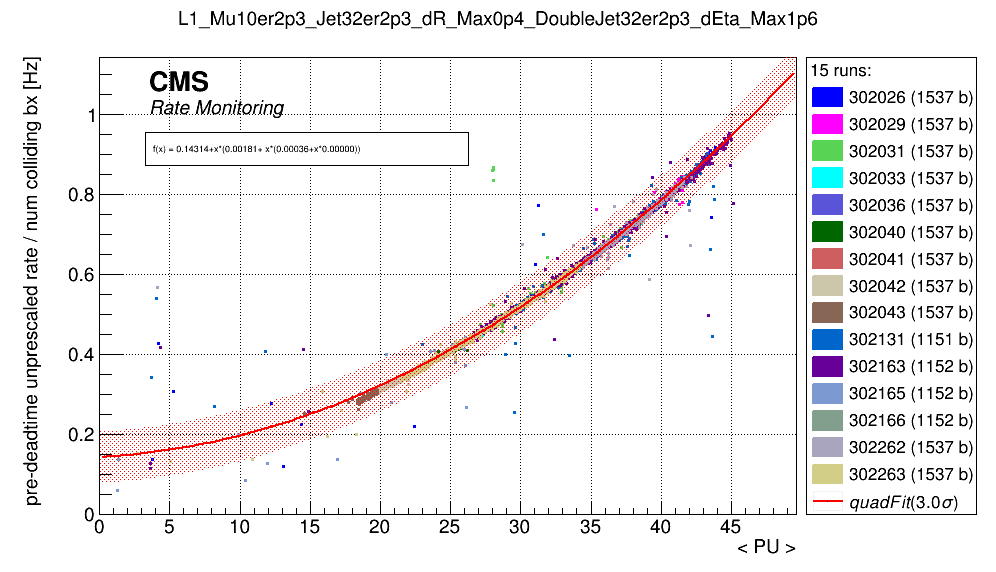 L1_Mu10er2p3_Jet32er2p3_dR_Max0p4_DoubleJet32er2p3_dEta_Max1p6
pre-deadtime unprescaled rate / num colliding bx [Hz]
CMS
Rate Monitoring
f(x) = 0.14314+x*(0.00181+ x*(0.00036+x*0.00000))
1
0.8
0.6
0.4
0.2
0
0 5 10 15 20 25 30 35 40 45
< PU >
15 runs:
302026 (1537 b)
302029 (1537 b)
302031 (1537 b)
302033 (1537 b)
302036 (1537 b)
302040 (1537 b)
302041 (1537 b)
302042 (1537 b)
302043 (1537 b)
302131 (1151 b)
302163 (1152 b)
302165 (1152 b)
302166 (1152 b)
302262 (1537 b)
302263 (1537 b)
quadFit(3.0σ)